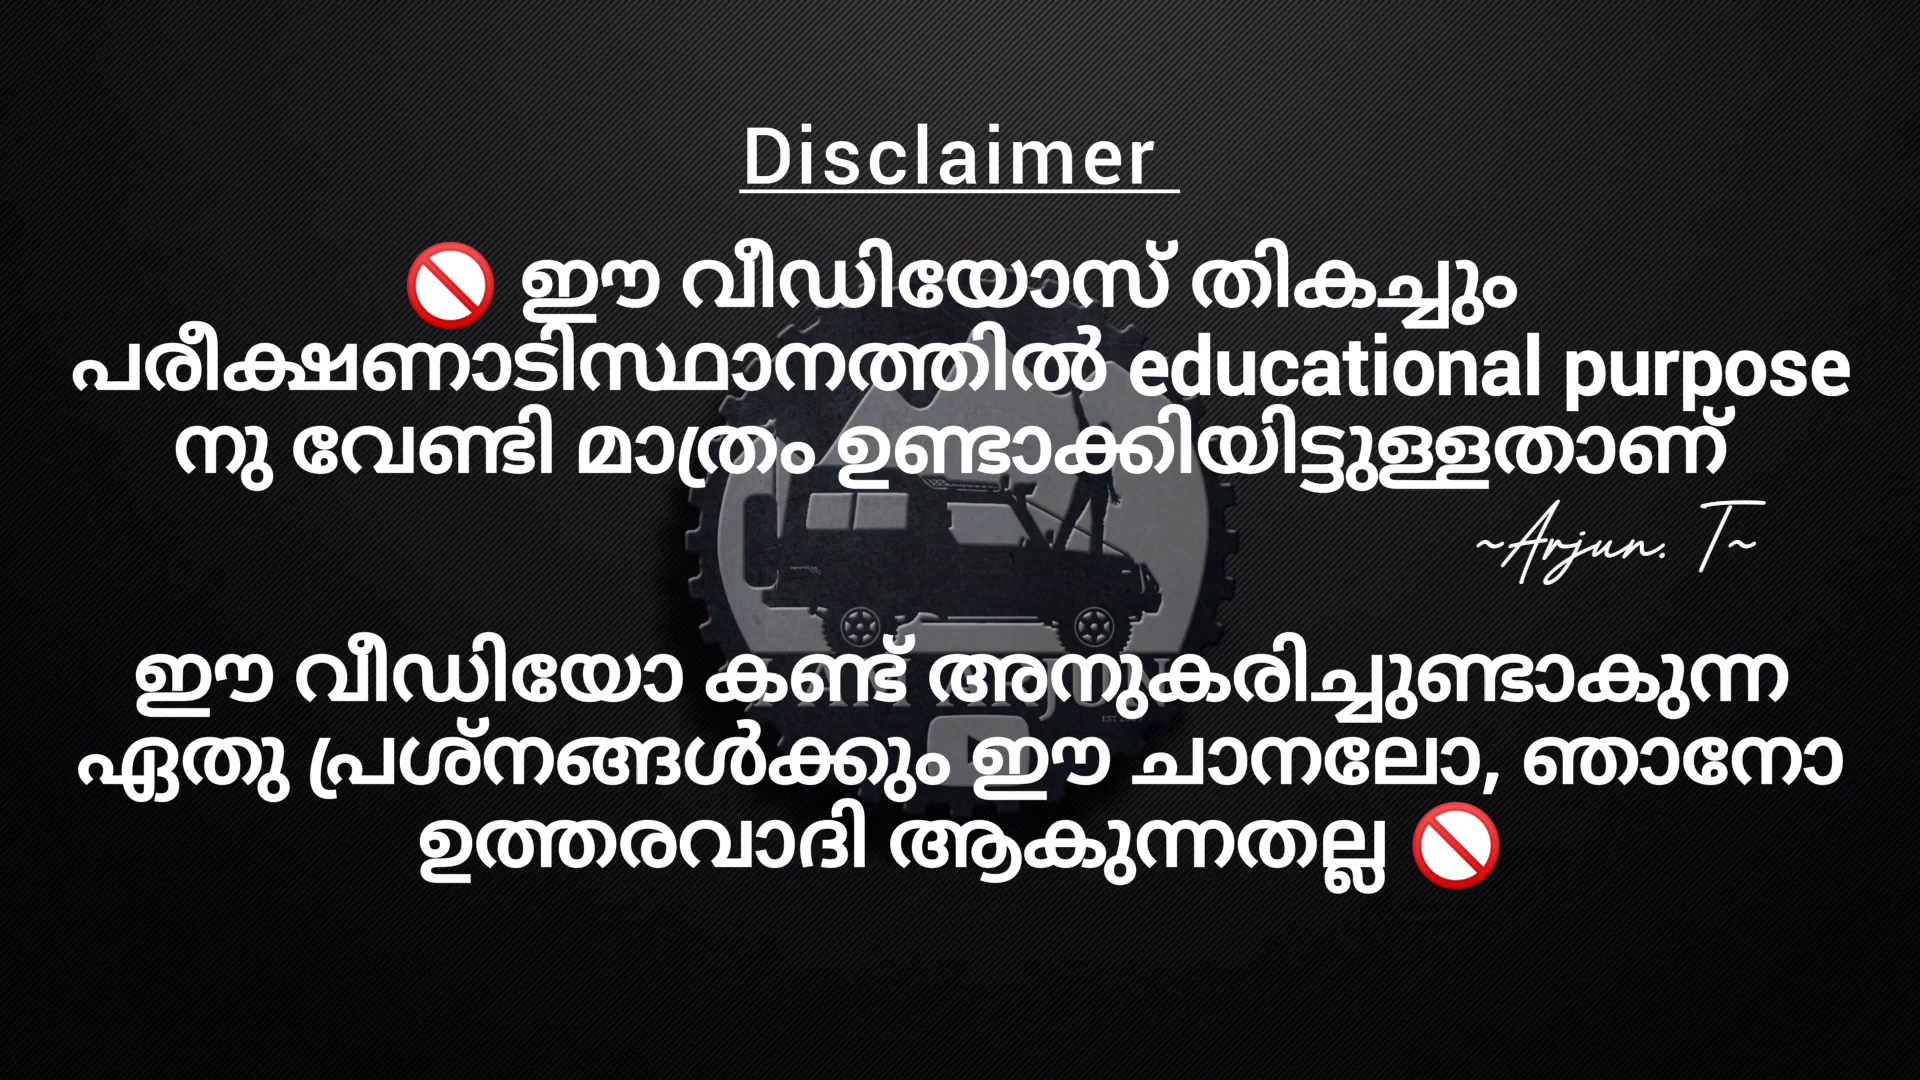 Disclaimer
🚫 ഈ വീഡിയോസ് തികച്ചും
പരീക്ഷണാടിസ്ഥാനത്തിൽ educational purpose
നു വേണ്ടി മാത്രം ഉണ്ടാക്കിയിട്ടുള്ളതാണ്
~Arjun. T~
ഈ വീഡിയോ കണ്ട് അനുകരിച്ചുണ്ടാകുന്ന
ഏതു പ്രശ്നങ്ങൾക്കും ഈ ചാനലോ, ഞാനോ
ഉത്തരവാദി ആകുന്നതല്ല 🚫